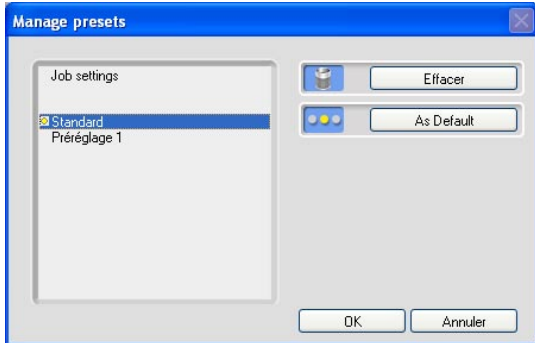 Manage presets
Job settings
Standard
Préréglage 1
Effacer
As Default
OK
Annuler